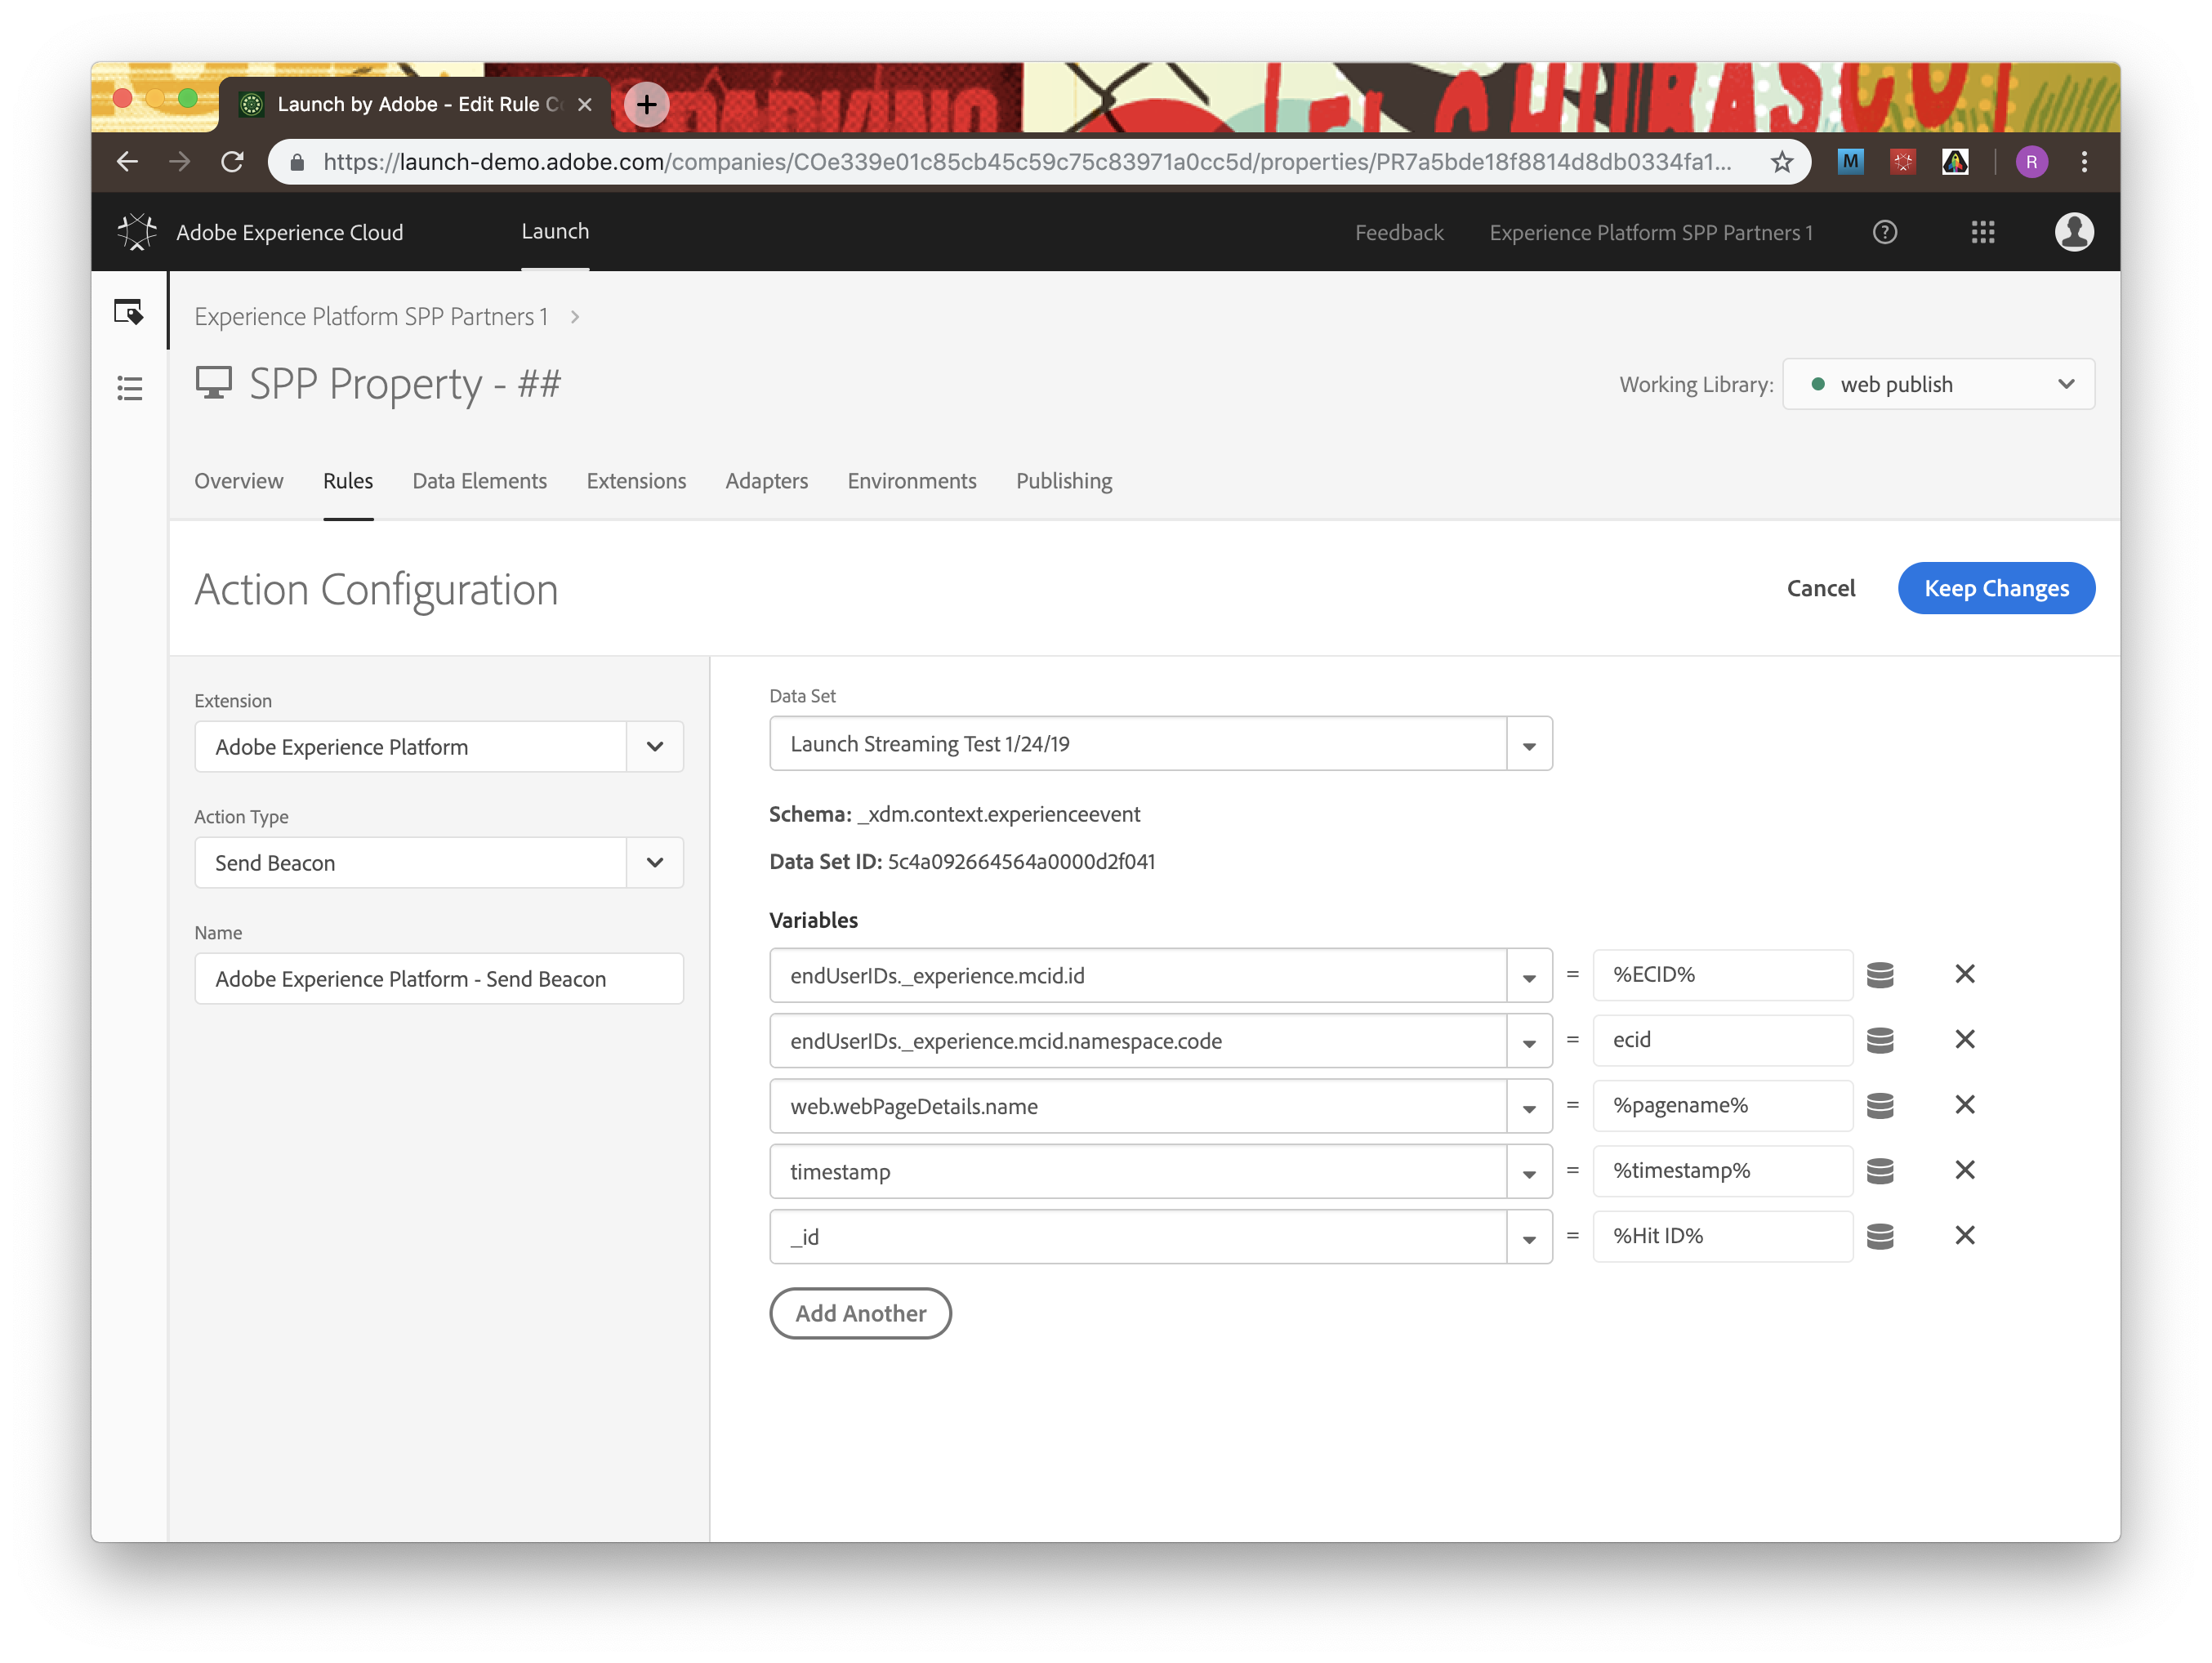 Launch by Adobe - Edit Rule C
https://launch-demo.adobe.com/companies/COe339e01c85cb45c59c75c83971a0cc5d/properties/PR7a5bde18f8814d8db0334fa1...
M
R
Adobe Experience Cloud
Launch
Feedback
Experience Platform SPP Partners 1
Experience Platform SPP Partners 1
SPP Property - ##
Working Library:
web publish
Overview
Rules
Data Elements
Extensions
Adapters
Environments
Publishing
Action Configuration
Cancel
Keep Changes
Extension
Adobe Experience Platform
Action Type
Send Beacon
Name
Adobe Experience Platform - Send Beacon
Data Set
Launch Streaming Test 1/24/19
Schema: _xdm.context.experienceevent
Data Set ID: 5c4a092664564a0000d2f041
Variables
endUserIDs._experience.mcid.id = %ECID%
endUserIDs._experience.mcid.namespace.code = ecid
web.webPageDetails.name = %pagename%
timestamp = %timestamp%
_id = %Hit ID%
Add Another